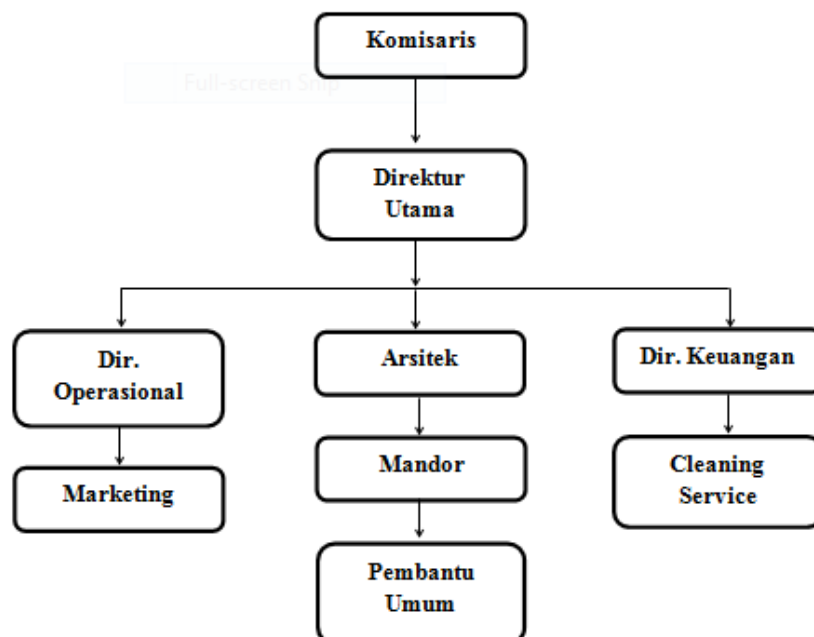 Komisaris
Full-screen Snip
Direktur
Utama
Dir.
Operasional
Arsitek
Dir. Keuangan
Marketing
Mandor
Cleaning
Service
Pembantu
Umum